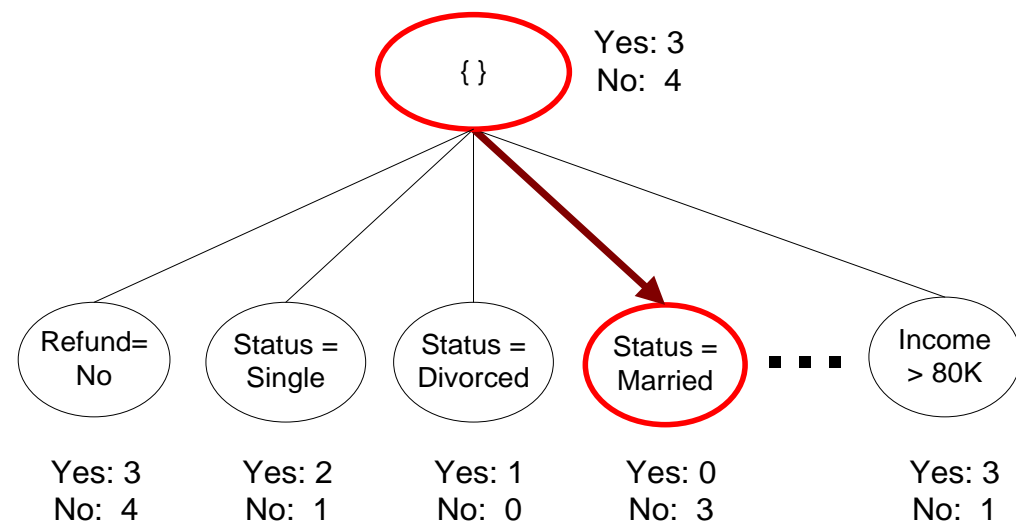 { }
Yes: 3
No: 4
Refund=
No
Status =
Single
Status =
Divorced
Status =
Married
Income
> 80K
Yes: 3
No: 4
Yes: 2
No: 1
Yes: 1
No: 0
Yes: 0
No: 3
Yes: 3
No: 1